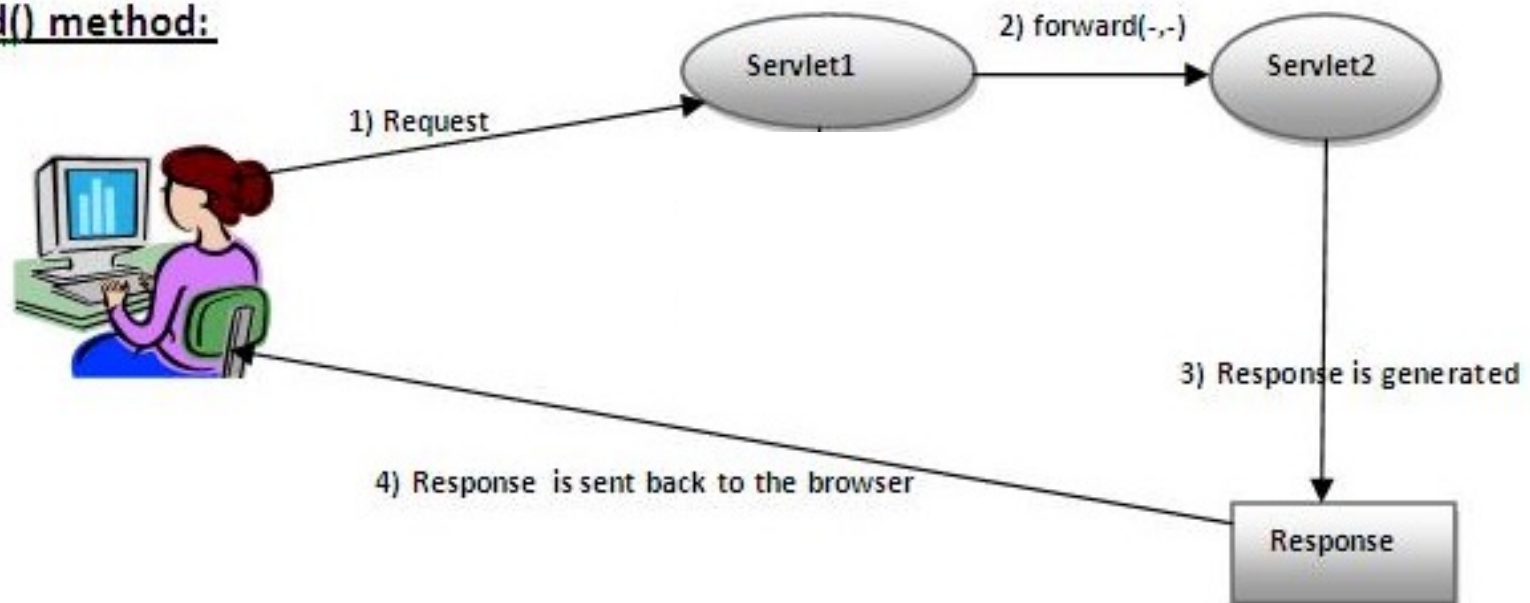 d() method:
2) forward(-,-)
Servlet1
Servlet2
1) Request
3) Response is generated
4) Response is sent back to the browser
Response